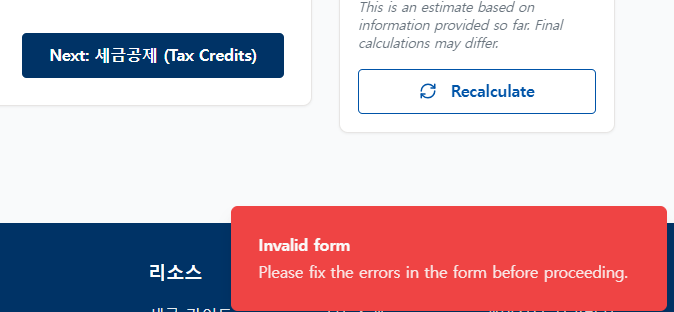 This is an estimate based on
information provided so far. Final
calculations may differ.
Next: 세금공제 (Tax Credits)
Recalculate
Invalid form
Please fix the errors in the form before proceeding.
리소스